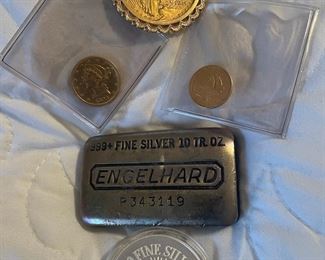 999+ FINE SILVER 10 TR. OZ.
ENGELHARD
P343119
FINE SIL